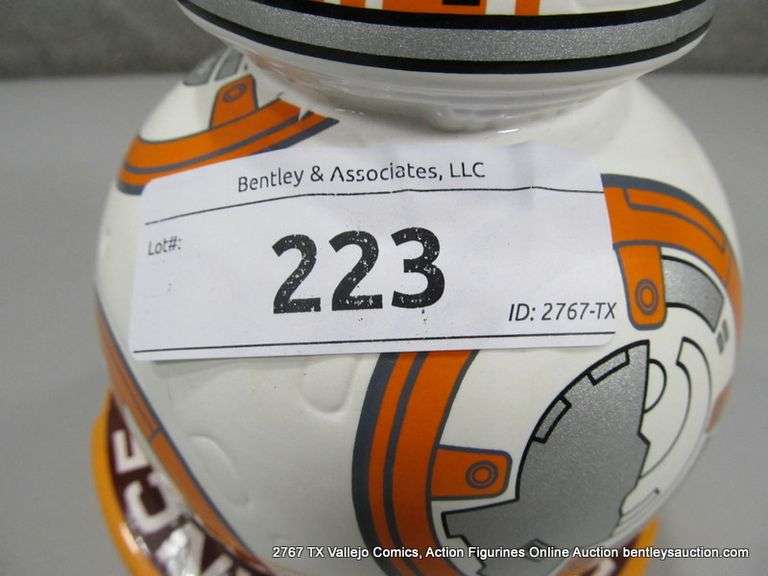 Bentley & Associates, LLC
Lot#:
223
ID: 2767-TX
2767 TX Vallejo Comics, Action Figurines Online Auction bentleysauction.com